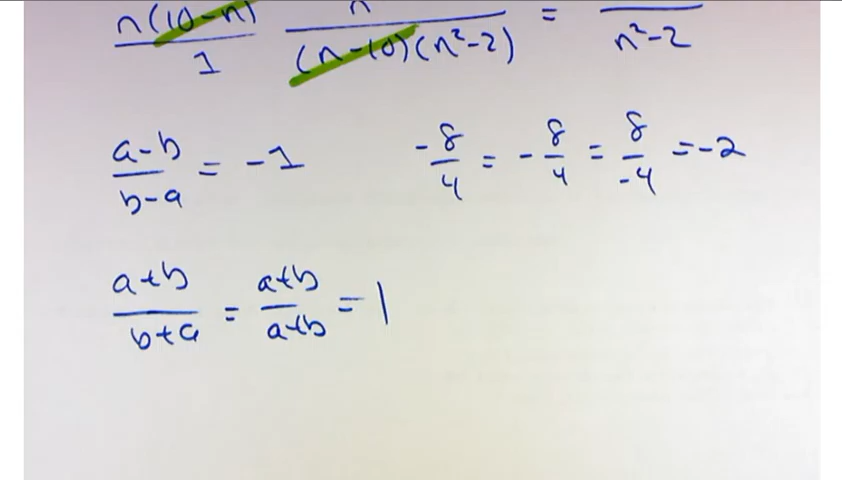 n(10-n)/1 n/((n-10)(n²-2)) = /(n²-2)
(a-b)/(b-a) = -1
-8/4 = -8/4 = 8/-4 = -2
(a+b)/(b+a) = (a+b)/(a+b) = 1